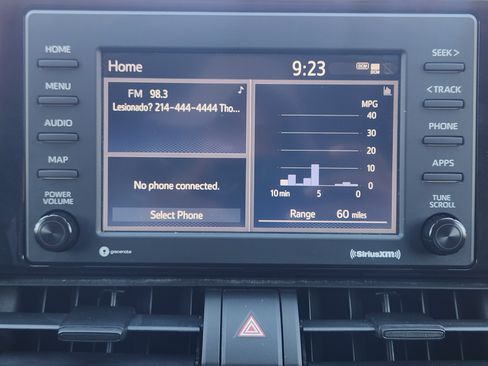 HOME
MENU
AUDIO
MAP
POWER
VOLUME
gracenote
Home
9:23
DCM
FM 98.3
Lesionado? 214-444-4444 Tho...
No phone connected.
Select Phone
MPG
40
30
20
10
0
10 min 5 0
Range 60 miles
SEEK >
< TRACK
PHONE
APPS
TUNE
SCROLL
SiriusXM